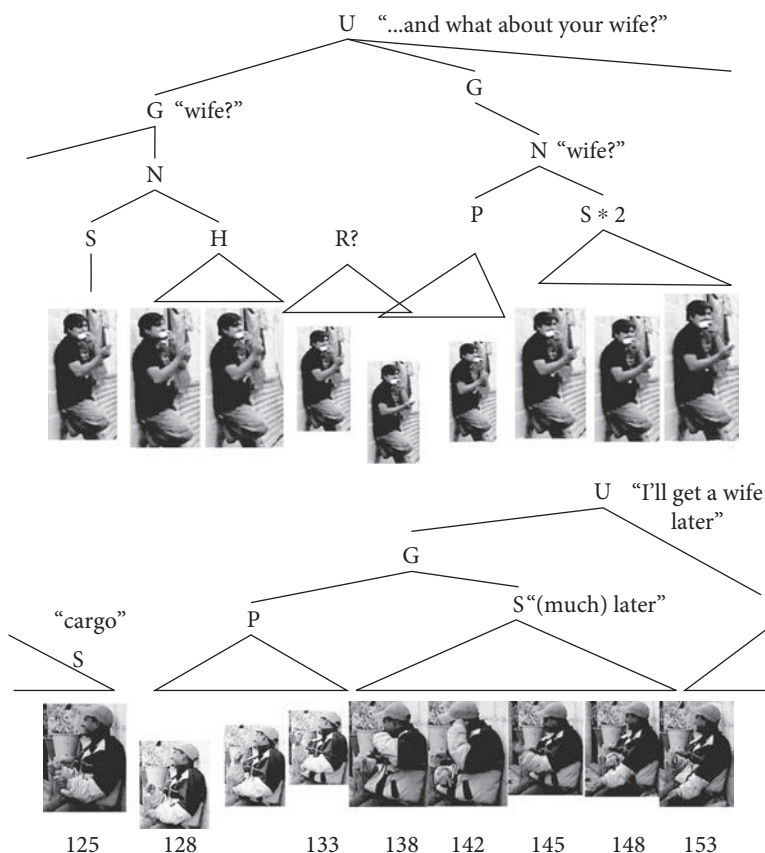 U “...and what about your wife?”
G
G “wife?”
N “wife?”
N
P S * 2
S H R?
U “I’ll get a wife
later”
G
“cargo” P S “(much) later”
S
125 128 133 138 142 145 148 153